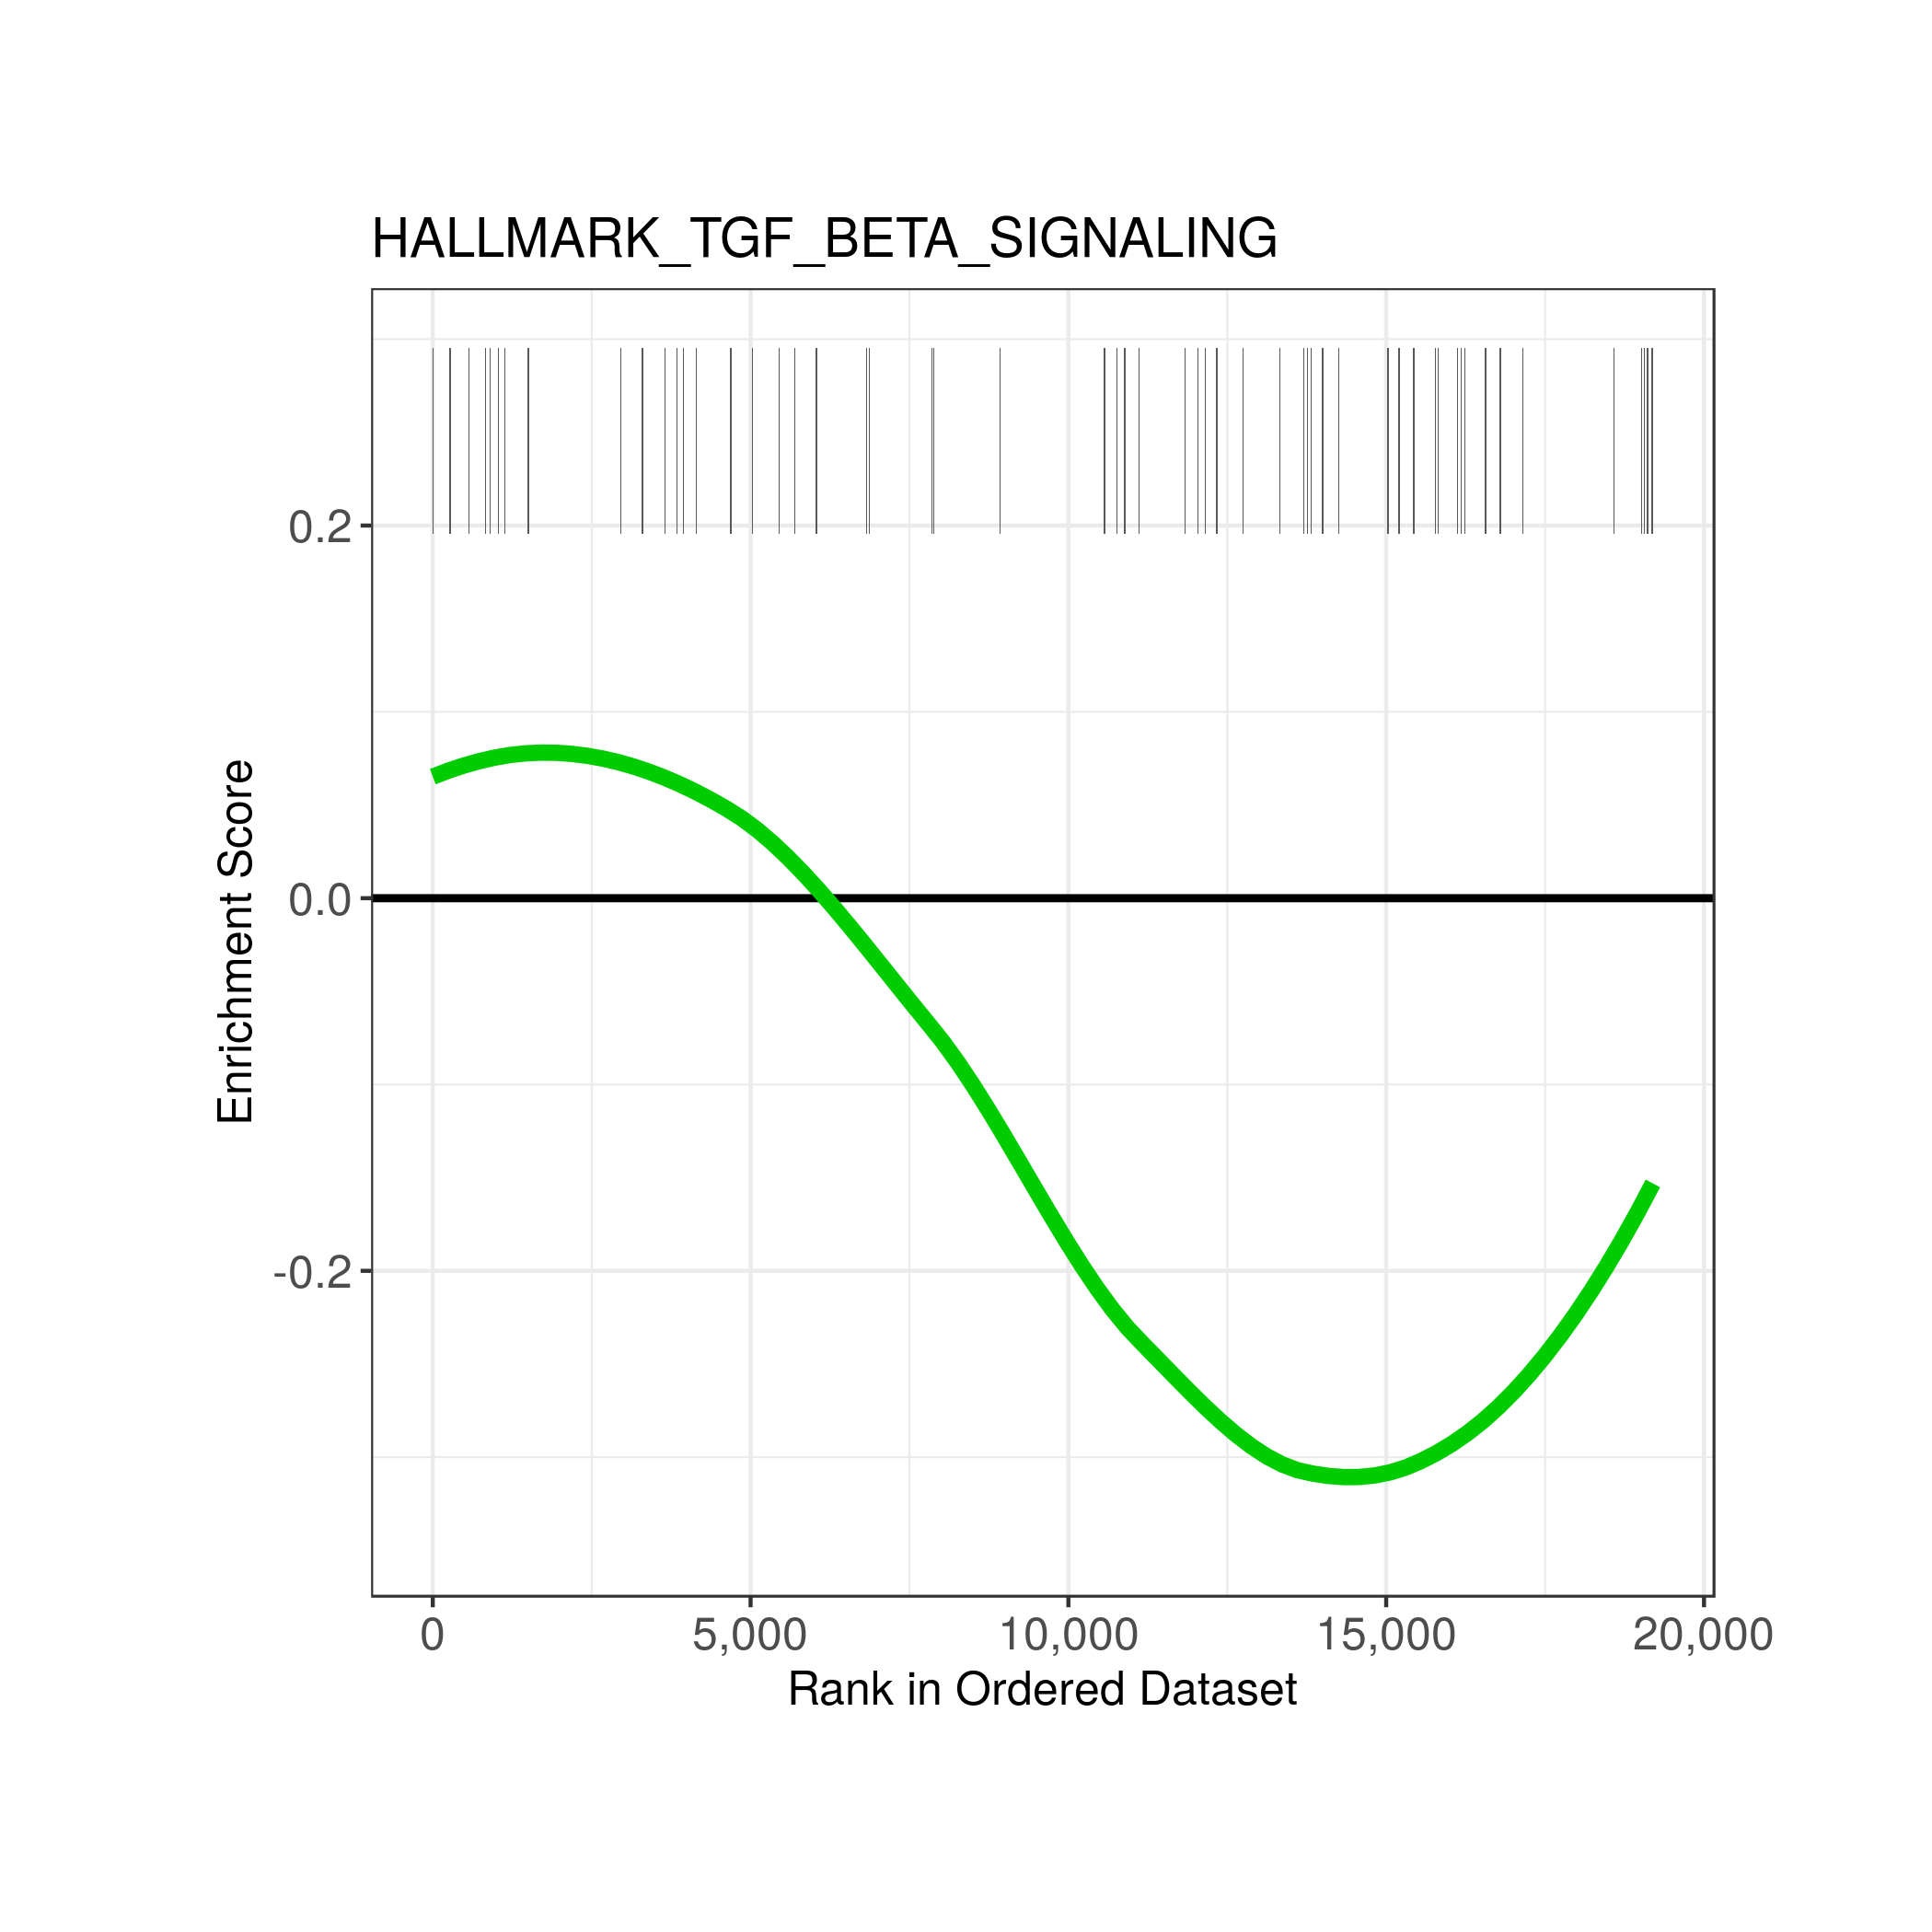 HALLMARK_TGF_BETA_SIGNALING
0.2
0.0
-0.2
Enrichment Score
0 5,000 10,000 15,000 20,000
Rank in Ordered Dataset